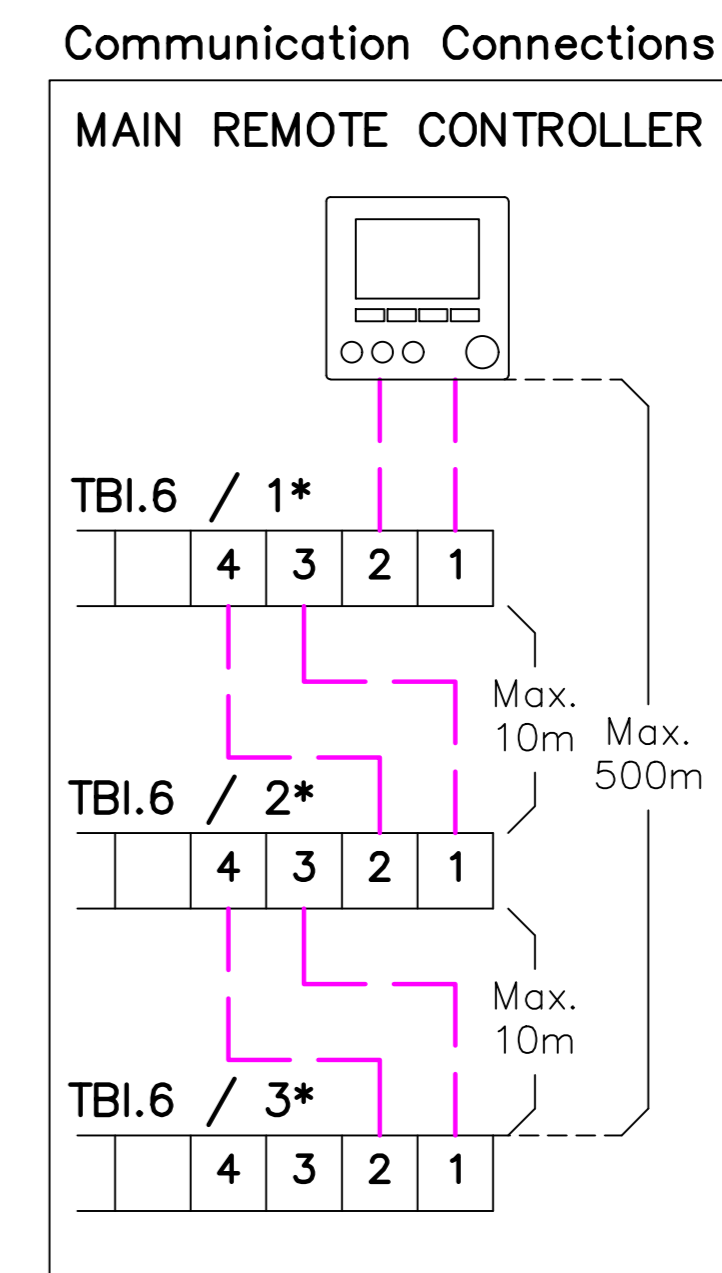 Communication Connections
MAIN REMOTE CONTROLLER
TBI.6 / 1*
4 3 2 1
Max.
10m
Max.
500m
TBI.6 / 2*
4 3 2 1
Max.
10m
TBI.6 / 3*
4 3 2 1